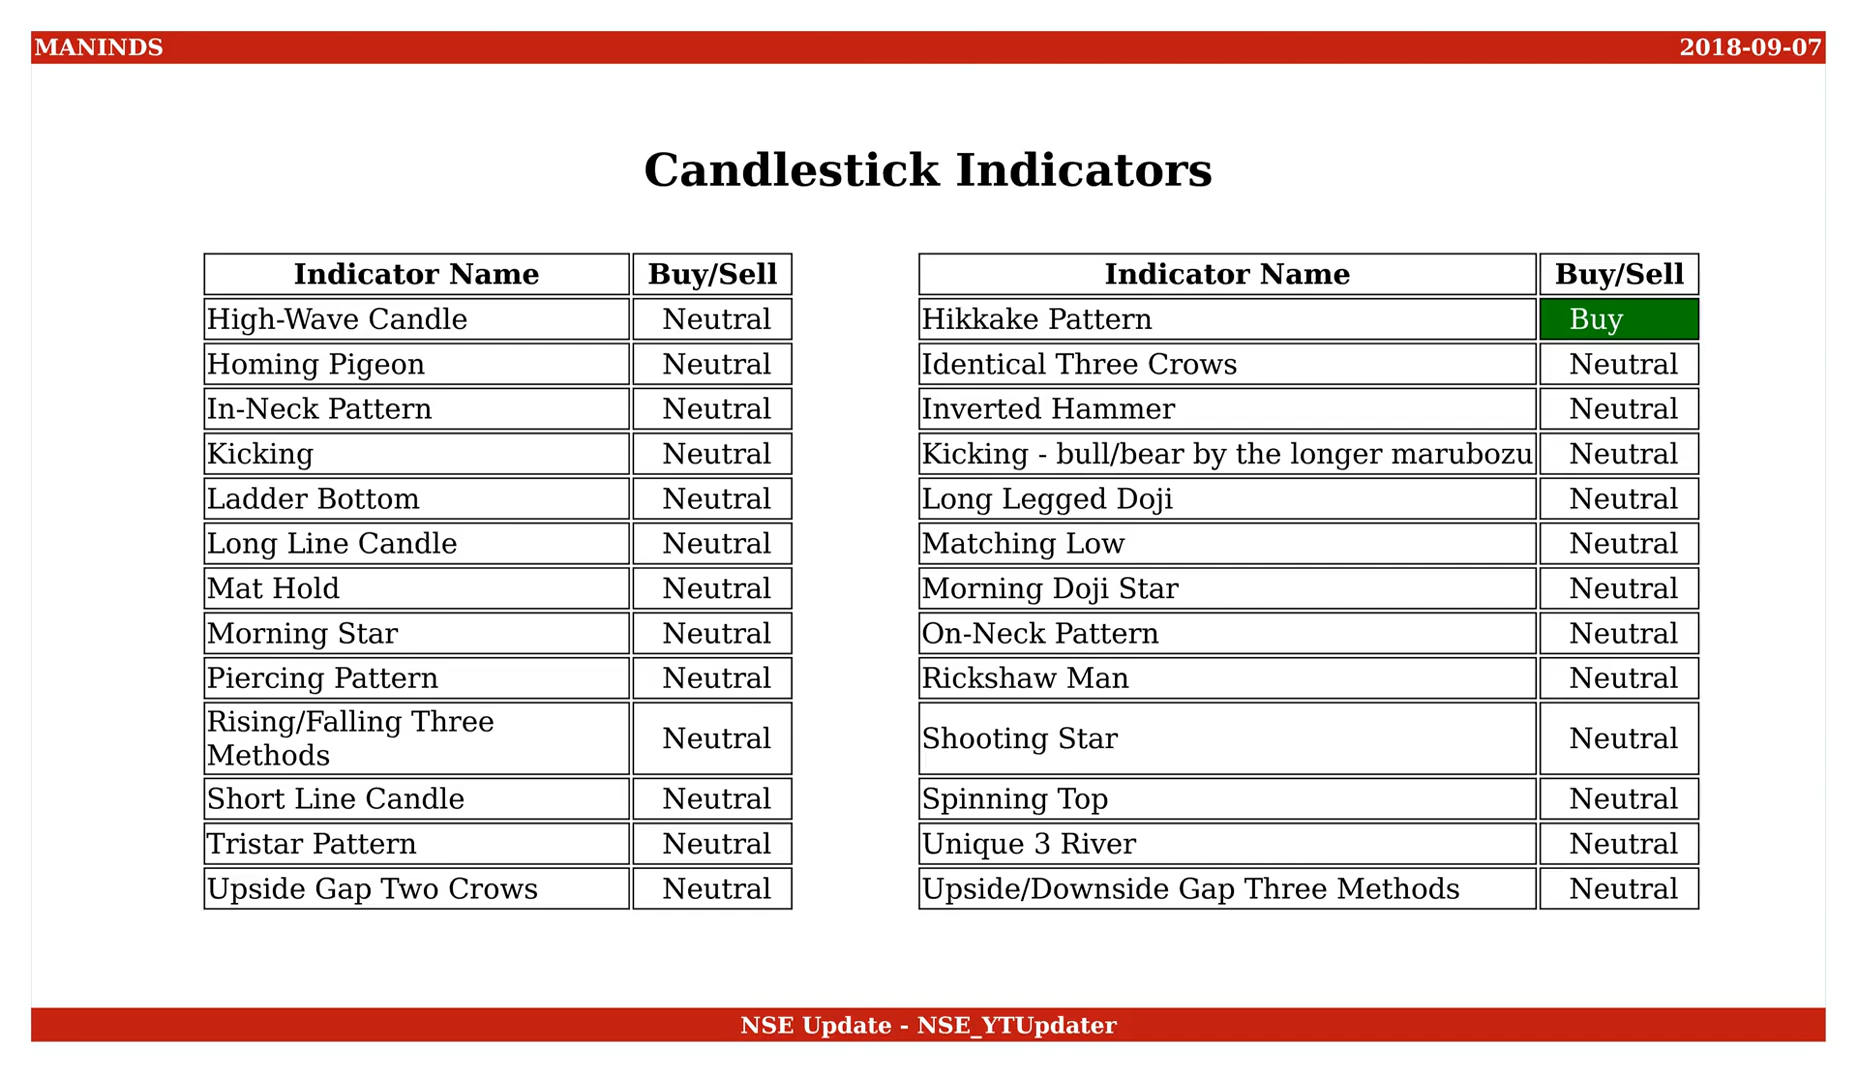 MANINDS 2018-09-07
Candlestick Indicators
Indicator Name Buy/Sell Indicator Name Buy/Sell
High-Wave Candle Neutral Hikkake Pattern Buy
Homing Pigeon Neutral Identical Three Crows Neutral
In-Neck Pattern Neutral Inverted Hammer Neutral
Kicking Neutral Kicking - bull/bear by the longer marubozu Neutral
Ladder Bottom Neutral Long Legged Doji Neutral
Long Line Candle Neutral Matching Low Neutral
Mat Hold Neutral Morning Doji Star Neutral
Morning Star Neutral On-Neck Pattern Neutral
Piercing Pattern Neutral Rickshaw Man Neutral
Rising/Falling Three
Methods Neutral Shooting Star Neutral
Short Line Candle Neutral Spinning Top Neutral
Tristar Pattern Neutral Unique 3 River Neutral
Upside Gap Two Crows Neutral Upside/Downside Gap Three Methods Neutral
NSE Update - NSE_YTUpdater